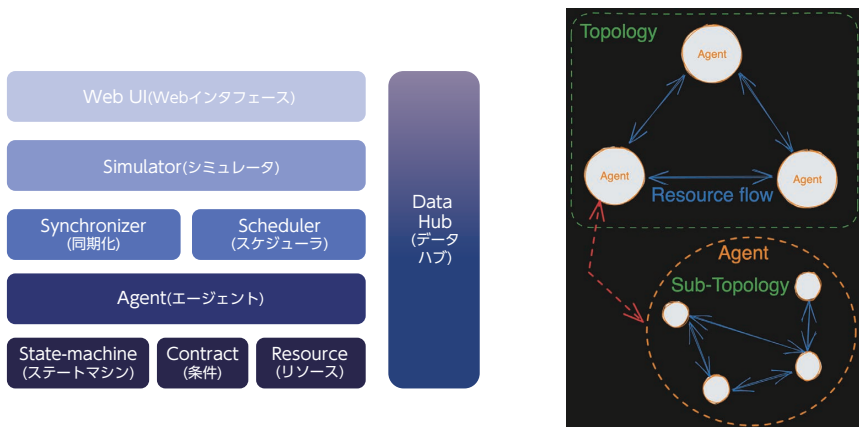 Web UI(Webインタフェース)
Simulator(シミュレータ)
Synchronizer
(同期化)
Scheduler
(スケジューラ)
Agent(エージェント)
State-machine
(ステートマシン)
Contract
(条件)
Resource
(リソース)
Data
Hub
(データ
ハブ)
Topology
Agent
Agent
Agent
Resource flow
Agent
Sub-Topology